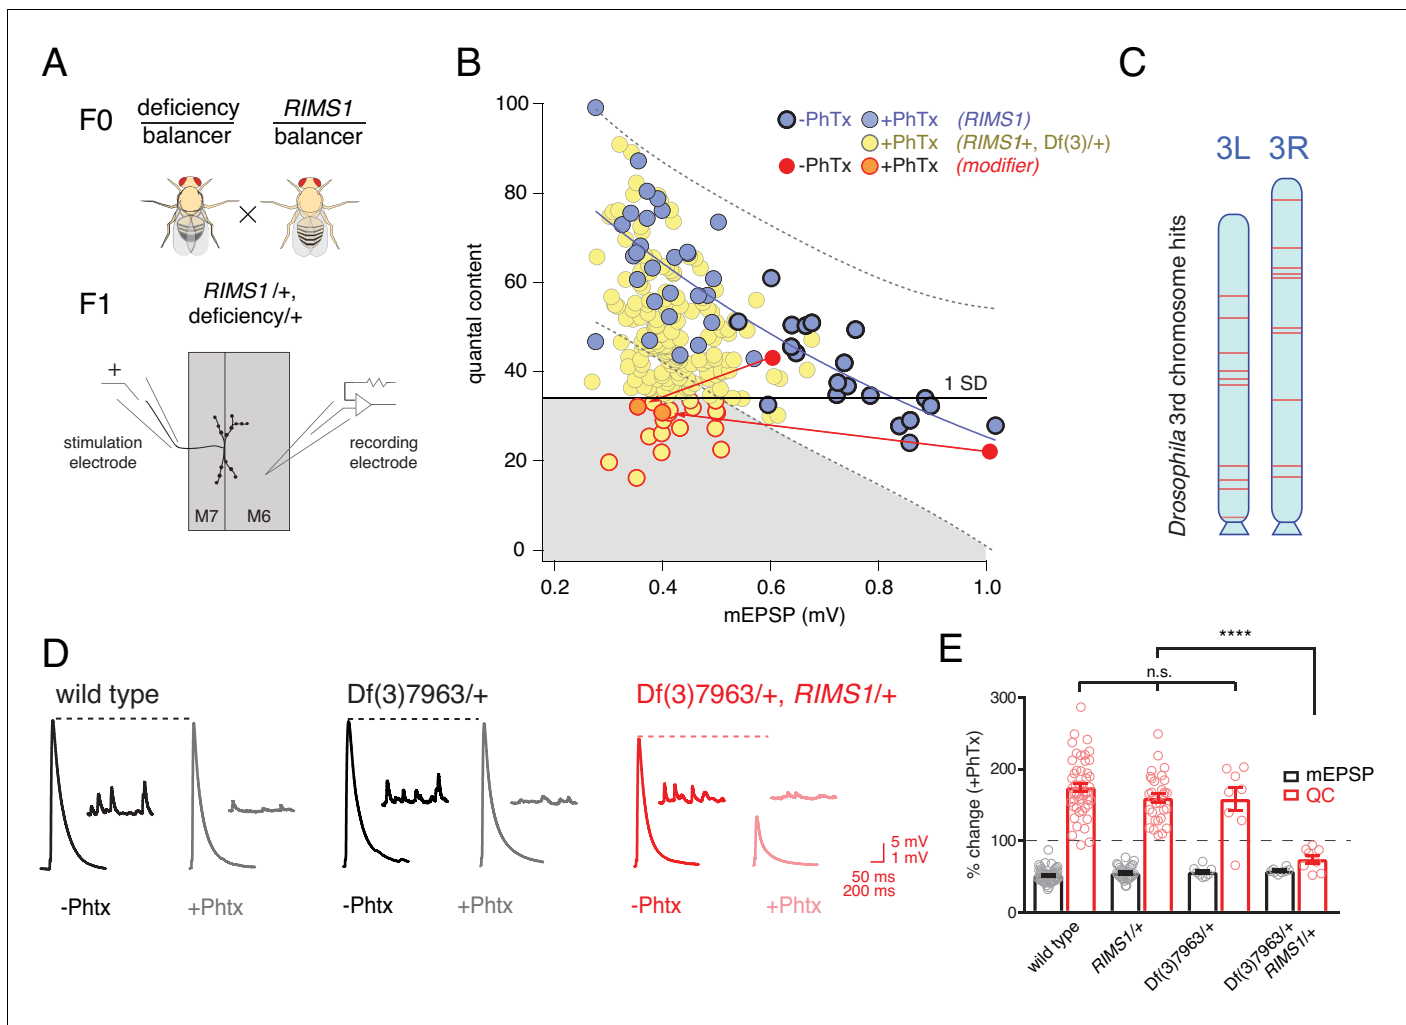 A
F0
deficiency
balancer
RIMS1
balancer
×
F1
RIMS1/+,
deficiency/+
+
stimulation
electrode
recording
electrode
M7
M6
B
quantal content
100
80
60
40
20
0
0.2
0.4
0.6
0.8
1.0
mEPSP (mV)
-PhTx
+PhTx
(RIMS1)
+PhTx
(RIMS1+, Df(3)/+)
-PhTx
+PhTx
(modifier)
1 SD
C
3L
3R
Drosophila 3rd chromosome hits
D
wild type
-Phtx
+Phtx
Df(3)7963/+
-Phtx
+Phtx
Df(3)7963/+, RIMS1/+
-Phtx
+Phtx
5 mV
1 mV
50 ms
200 ms
E
****
n.s.
% change (+PhTx)
300
200
100
0
mEPSP
QC
wild type
RIMS1/+
Df(3)7963/+
Df(3)7963/+
RIMS1/+